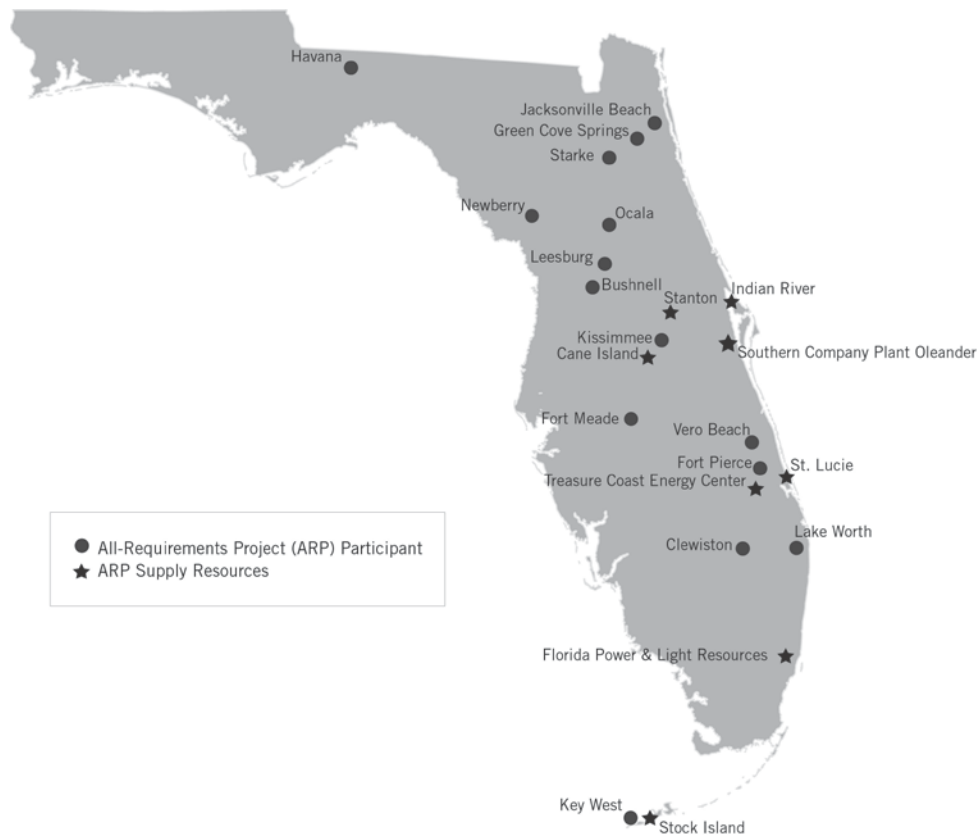 Havana
Jacksonville Beach
Green Cove Springs
Starke
Newberry
Ocala
Leesburg
Bushnell
Stanton
Indian River
Kissimmee
Cane Island
Southern Company Plant Oleander
Fort Meade
Vero Beach
Fort Pierce
St. Lucie
Treasure Coast Energy Center
All-Requirements Project (ARP) Participant
ARP Supply Resources
Clewiston
Lake Worth
Florida Power & Light Resources
Key West
Stock Island